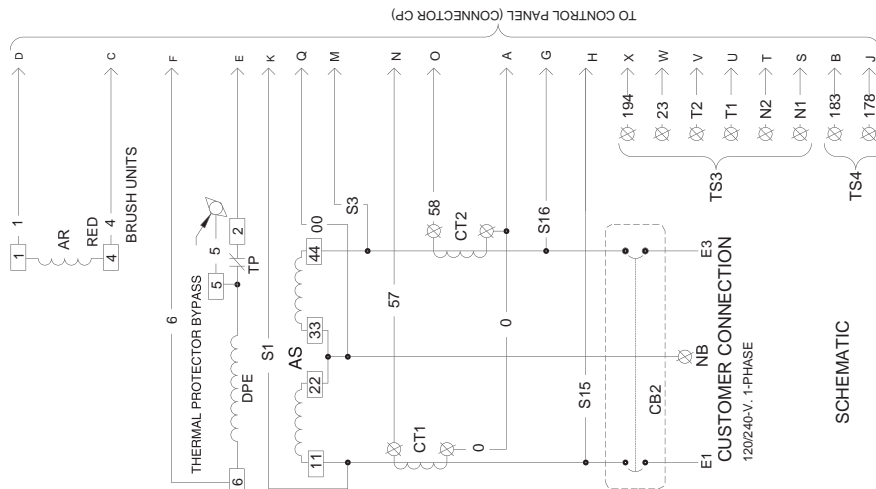 TO CONTROL PANEL (CONNECTOR CP)
D
C
F
E
K
Q
M
N
O
A
G
H
X
W
V
U
T
S
B
J
1
1
AR
RED
4
4
BRUSH UNITS
6
6
DPE
THERMAL PROTECTOR BYPASS
5
5
TP
2
S1
11
22
AS
33
44
00
S3
57
CT1
0
0
58
CT2
S16
S15
CB2
E1
NB
E3
CUSTOMER CONNECTION
120/240-V. 1-PHASE
194
23
T2
T1
N2
N1
TS3
183
178
TS4
SCHEMATIC